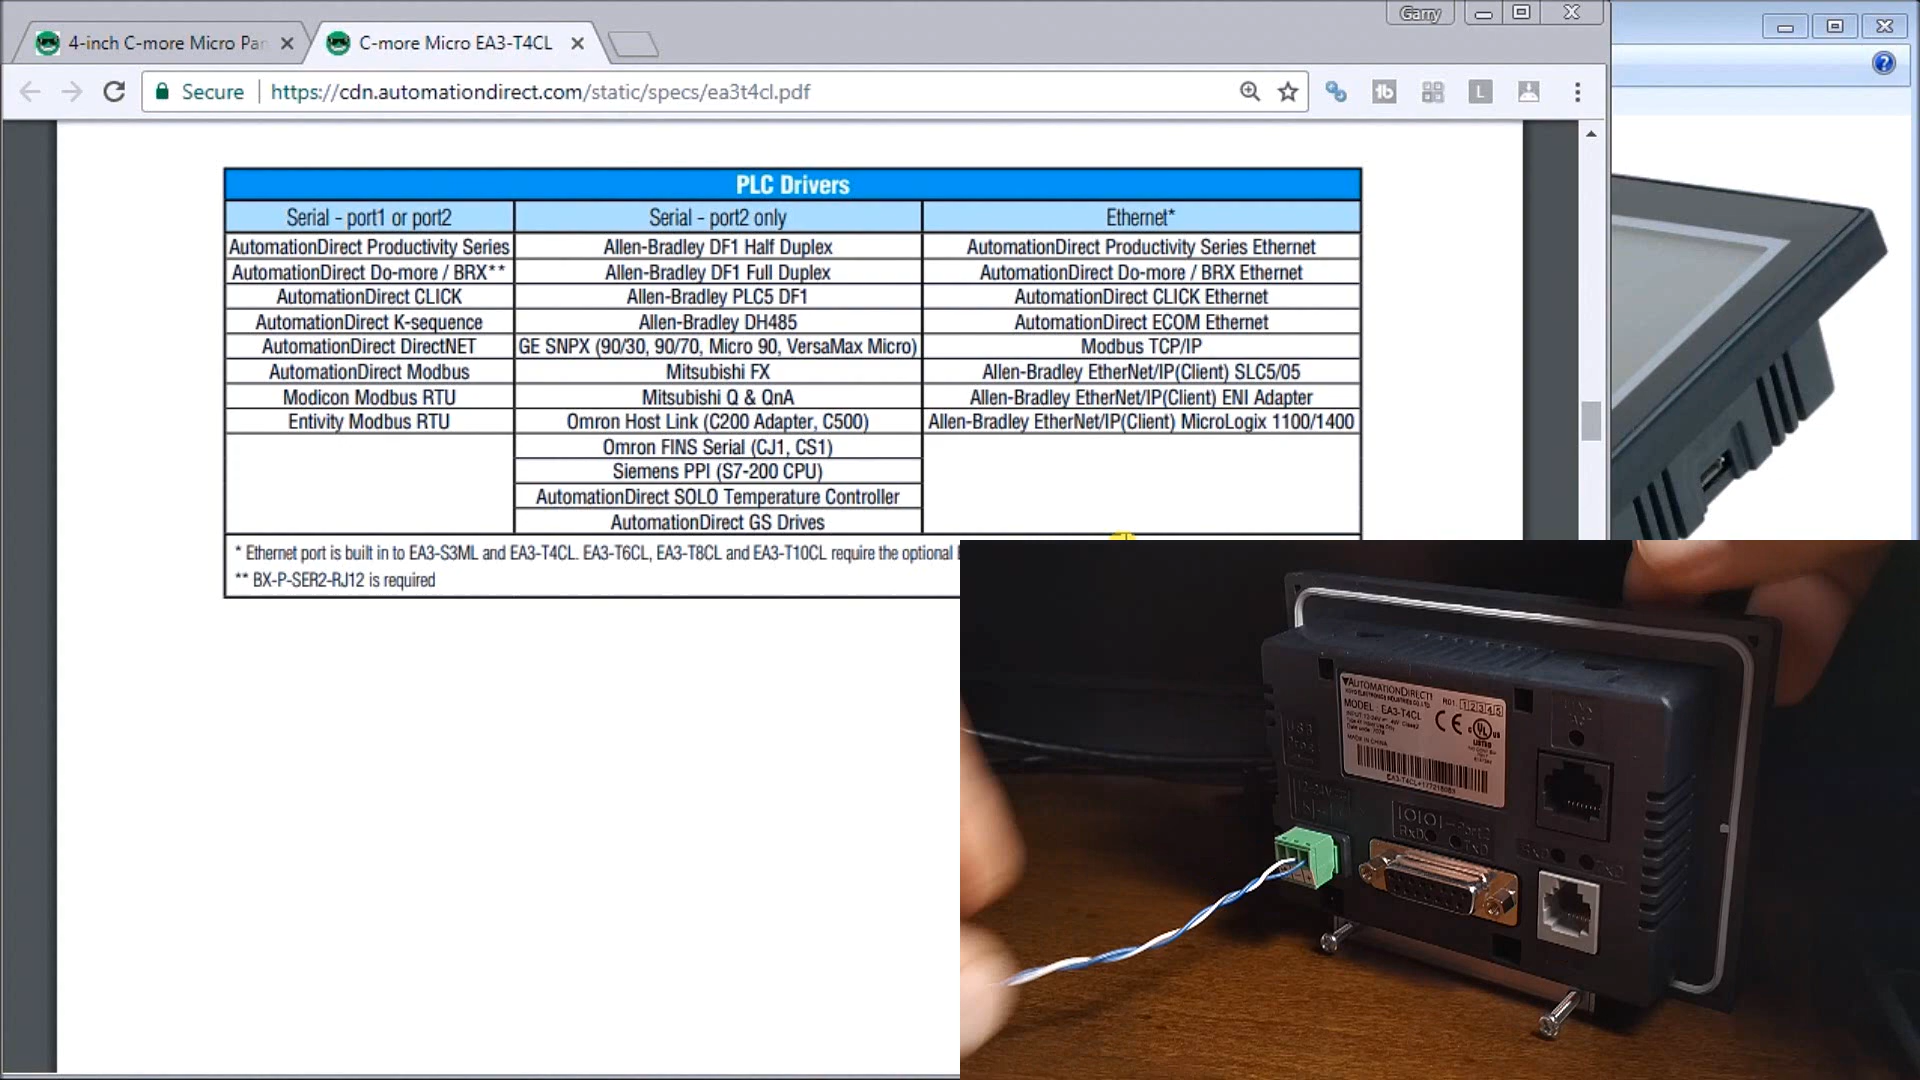 Garry
4-inch C-more Micro Pan
C-more Micro EA3-T4CL
Secure
https://cdn.automationdirect.com/static/specs/ea3t4cl.pdf
PLC Drivers
Serial - port1 or port2
Serial - port2 only
Ethernet*
AutomationDirect Productivity Series
Allen-Bradley DF1 Half Duplex
AutomationDirect Productivity Series Ethernet
AutomationDirect Do-more / BRX**
Allen-Bradley DF1 Full Duplex
AutomationDirect Do-more / BRX Ethernet
AutomationDirect CLICK
Allen-Bradley PLC5 DF1
AutomationDirect CLICK Ethernet
AutomationDirect K-sequence
Allen-Bradley DH485
AutomationDirect ECOM Ethernet
AutomationDirect DirectNET
GE SNPX (90/30, 90/70, Micro 90, VersaMax Micro)
Modbus TCP/IP
AutomationDirect Modbus
Mitsubishi FX
Allen-Bradley EtherNet/IP(Client) SLC5/05
Modicon Modbus RTU
Mitsubishi Q & QnA
Allen-Bradley EtherNet/IP(Client) ENI Adapter
Entivity Modbus RTU
Omron Host Link (C200 Adapter, C500)
Allen-Bradley EtherNet/IP(Client) MicroLogix 1100/1400
Omron FINS Serial (CJ1, CS1)
Siemens PPI (S7-200 CPU)
AutomationDirect SOLO Temperature Controller
AutomationDirect GS Drives
* Ethernet port is built in to EA3-S3ML and EA3-T4CL. EA3-T6CL, EA3-T8CL and EA3-T10CL require the optional
** BX-P-SER2-RJ12 is required
AUTOMATIONDIRECT
MODEL : EA3-T4CL
MADE IN CHINA
LISTED
12-24V
Port2
RxD
TXD